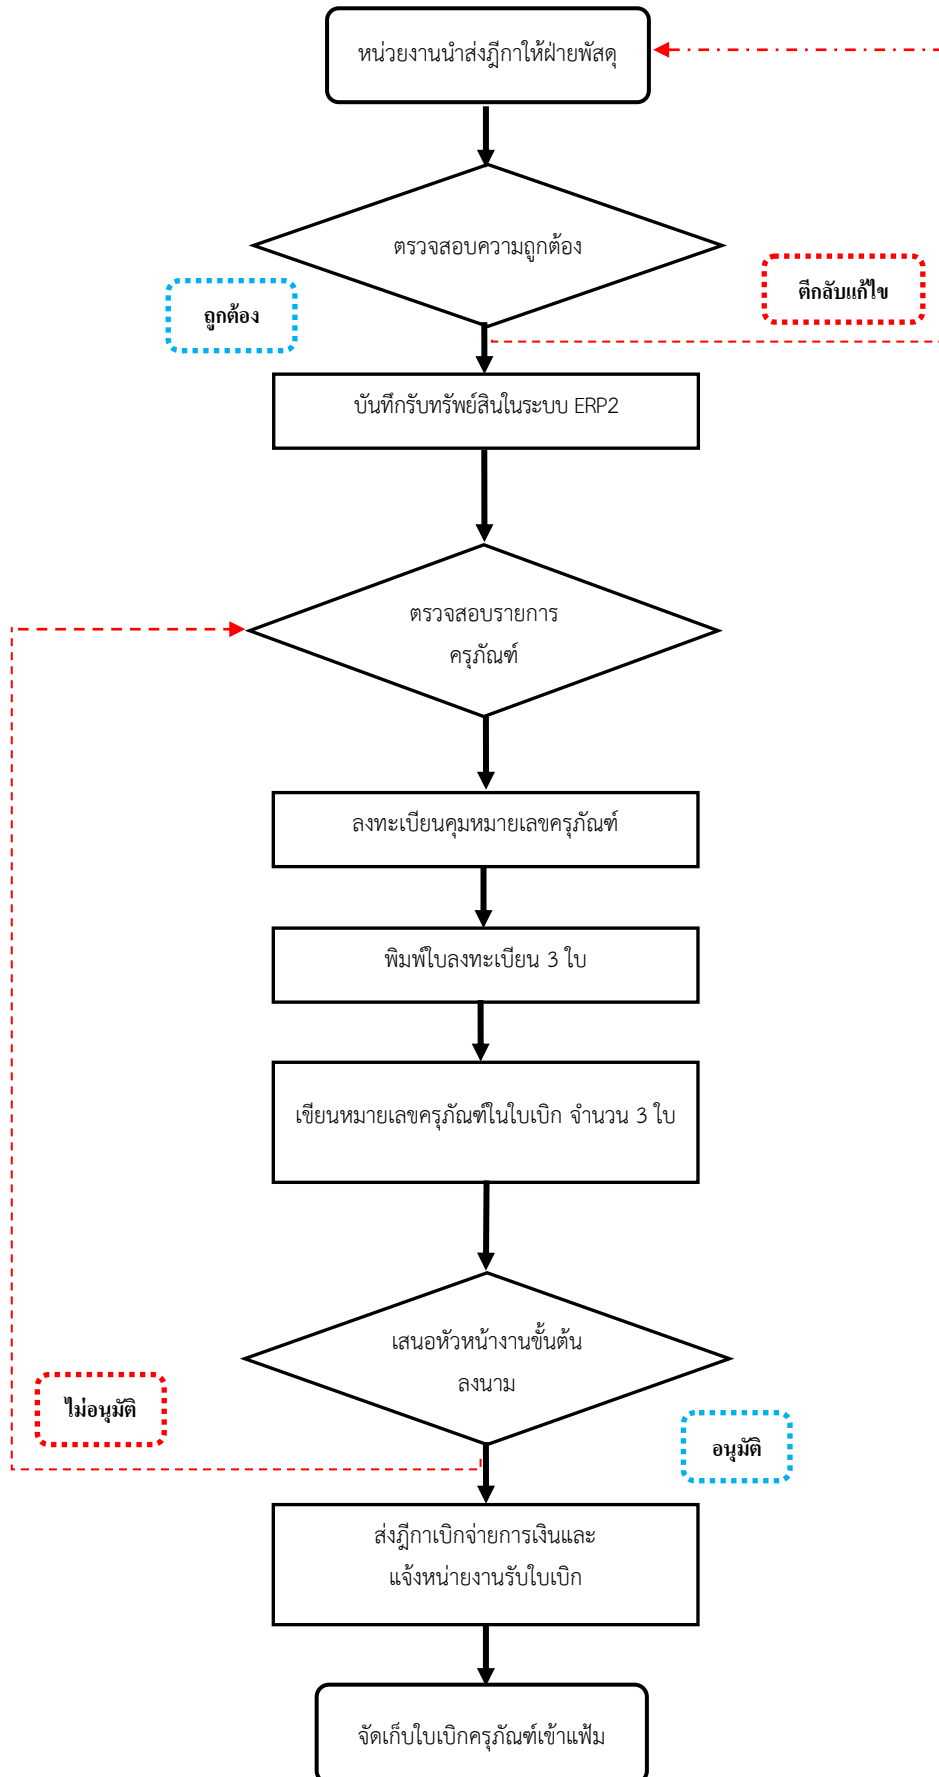 หน่วยงานนำส่งฎีกาให้ฝ่ายพัสดุ
ตรวจสอบความถูกต้อง
ตีกลับแก้ไข
ถูกต้อง
บันทึกรับทรัพย์สินในระบบ ERP2
ตรวจสอบรายการ
ครุภัณฑ์
ลงทะเบียนคุมหมายเลขครุภัณฑ์
พิมพ์ใบลงทะเบียน 3 ใบ
เขียนหมายเลขครุภัณฑ์ในใบเบิก จำนวน 3 ใบ
เสนอหัวหน้างานขั้นต้น
ลงนาม
ไม่อนุมัติ
อนุมัติ
ส่งฎีกาเบิกจ่ายการเงินและ
แจ้งหน่ายงานรับใบเบิก
จัดเก็บใบเบิกครุภัณฑ์เข้าแฟ้ม